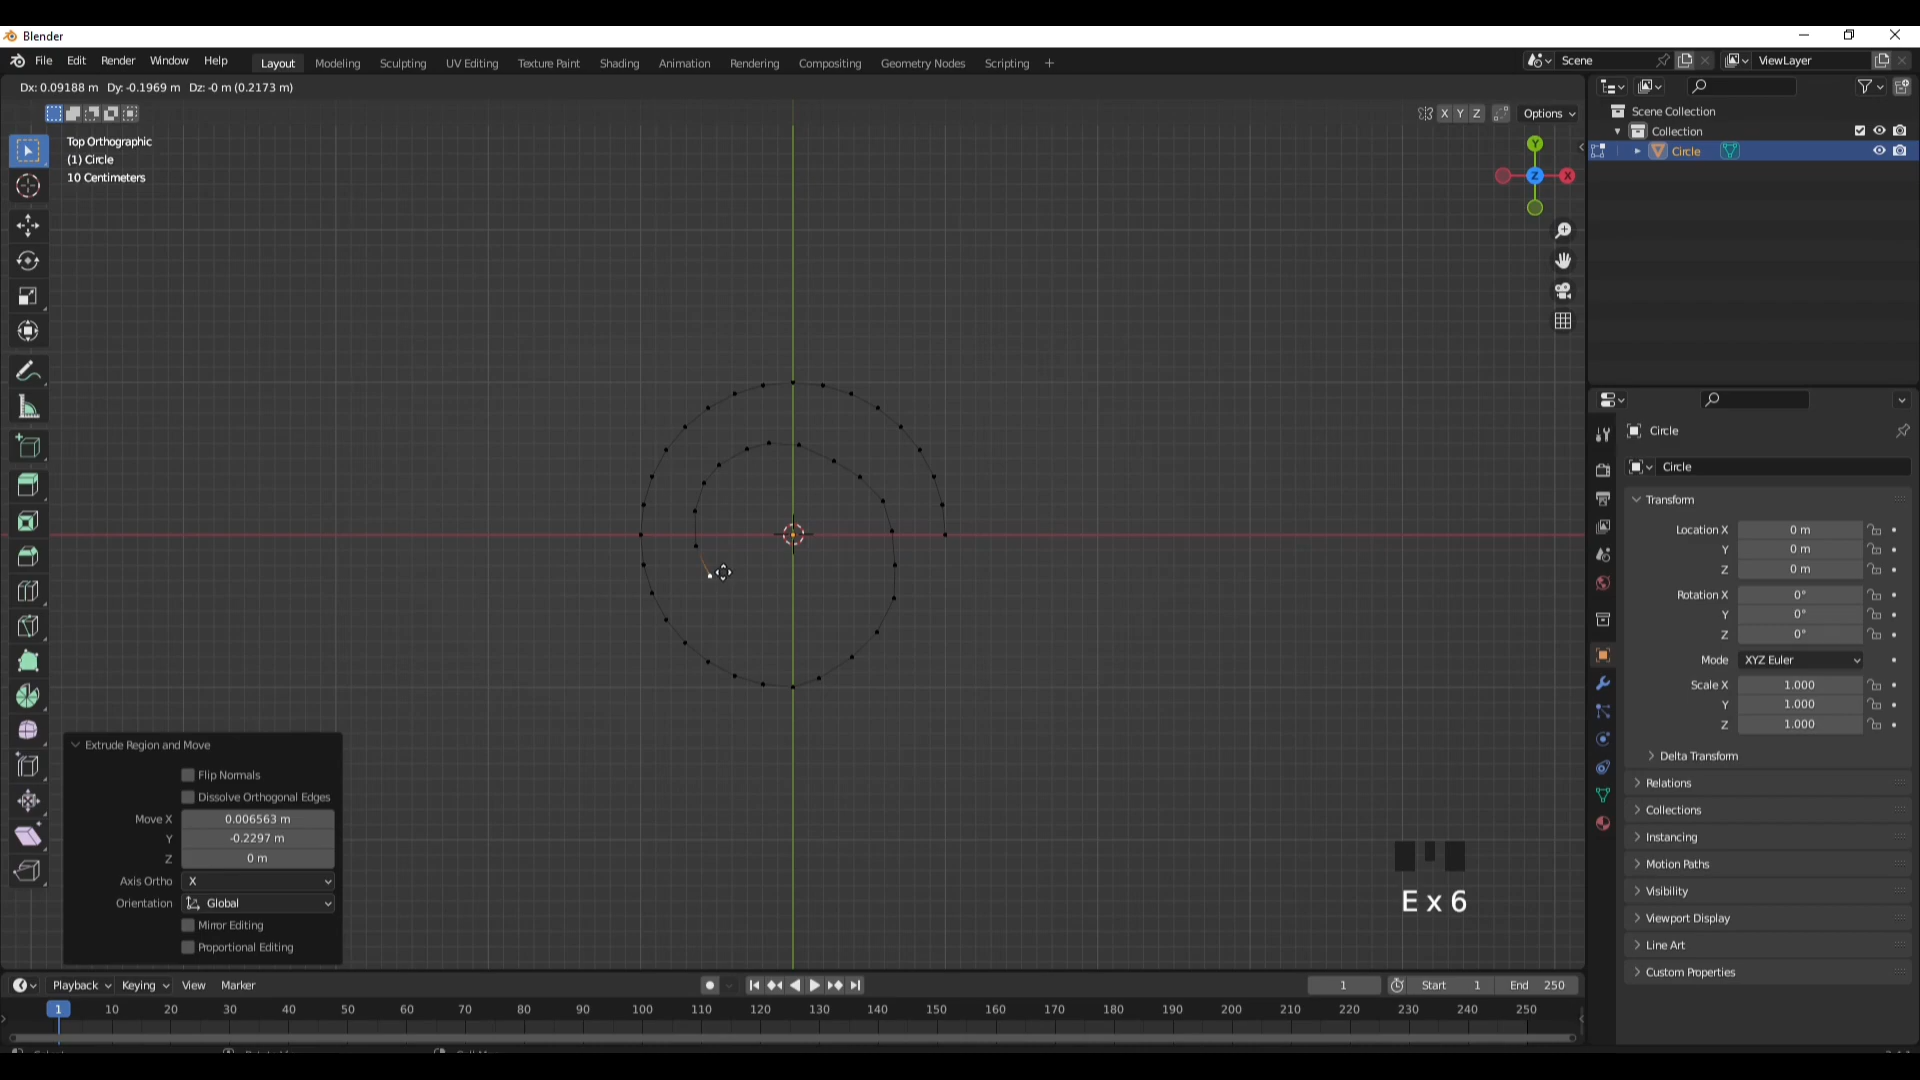 Blender
File Edit Render Window Help Layout Modeling Sculpting UV Editing Texture Paint Shading Animation Rendering Compositing Geometry Nodes Scripting + Scene ViewLayer
Dx: 0.09188 m Dy: -0.1969 m Dz: -0 m (0.2173 m)
X Y Z Options
Top Orthographic
(1) Circle
10 Centimeters
Y
Z
X
Scene Collection
Collection
Circle
Circle
Circle
Transform
Location X 0 m
Y 0 m
Z 0 m
Rotation X 0°
Y 0°
Z 0°
Mode XYZ Euler
Scale X 1.000
Y 1.000
Z 1.000
Delta Transform
Relations
Collections
Instancing
Motion Paths
Visibility
Viewport Display
Line Art
Custom Properties
Extrude Region and Move
Flip Normals
Dissolve Orthogonal Edges
Move X 0.006563 m
Y -0.2297 m
Z 0 m
Axis Ortho X
Orientation Global
Mirror Editing
Proportional Editing
E x 6
Playback Keying View Marker 1 Start 1 End 250
1 10 20 30 40 50 60 70 80 90 100 110 120 130 140 150 160 170 180 190 200 210 220 230 240 250